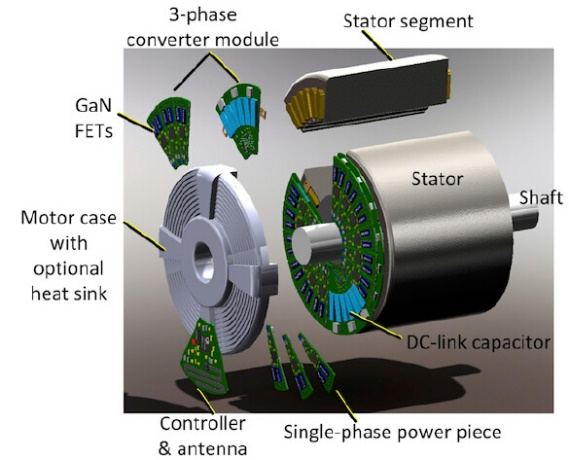 3-phase
converter module
Stator segment
GaN
FETs
Stator
Shaft
Motor case
with
optional
heat sink
DC-link capacitor
Controller
& antenna
Single-phase power piece